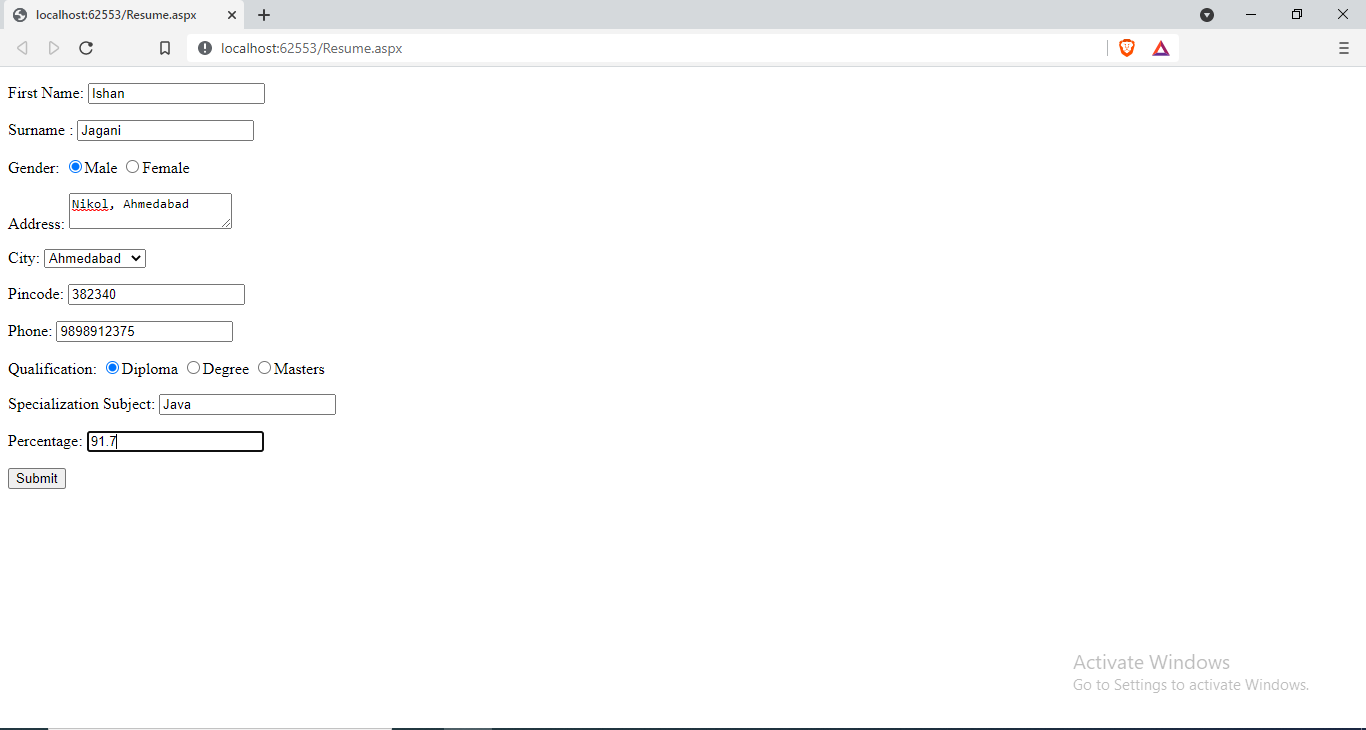 localhost:62553/Resume.aspx
localhost:62553/Resume.aspx
First Name: Ishan
Surname : Jagani
Gender: Male Female
Address: Nikol, Ahmedabad
City: Ahmedabad
Pincode: 382340
Phone: 9898912375
Qualification: Diploma Degree Masters
Specialization Subject: Java
Percentage: 91.7
Submit
Activate Windows
Go to Settings to activate Windows.